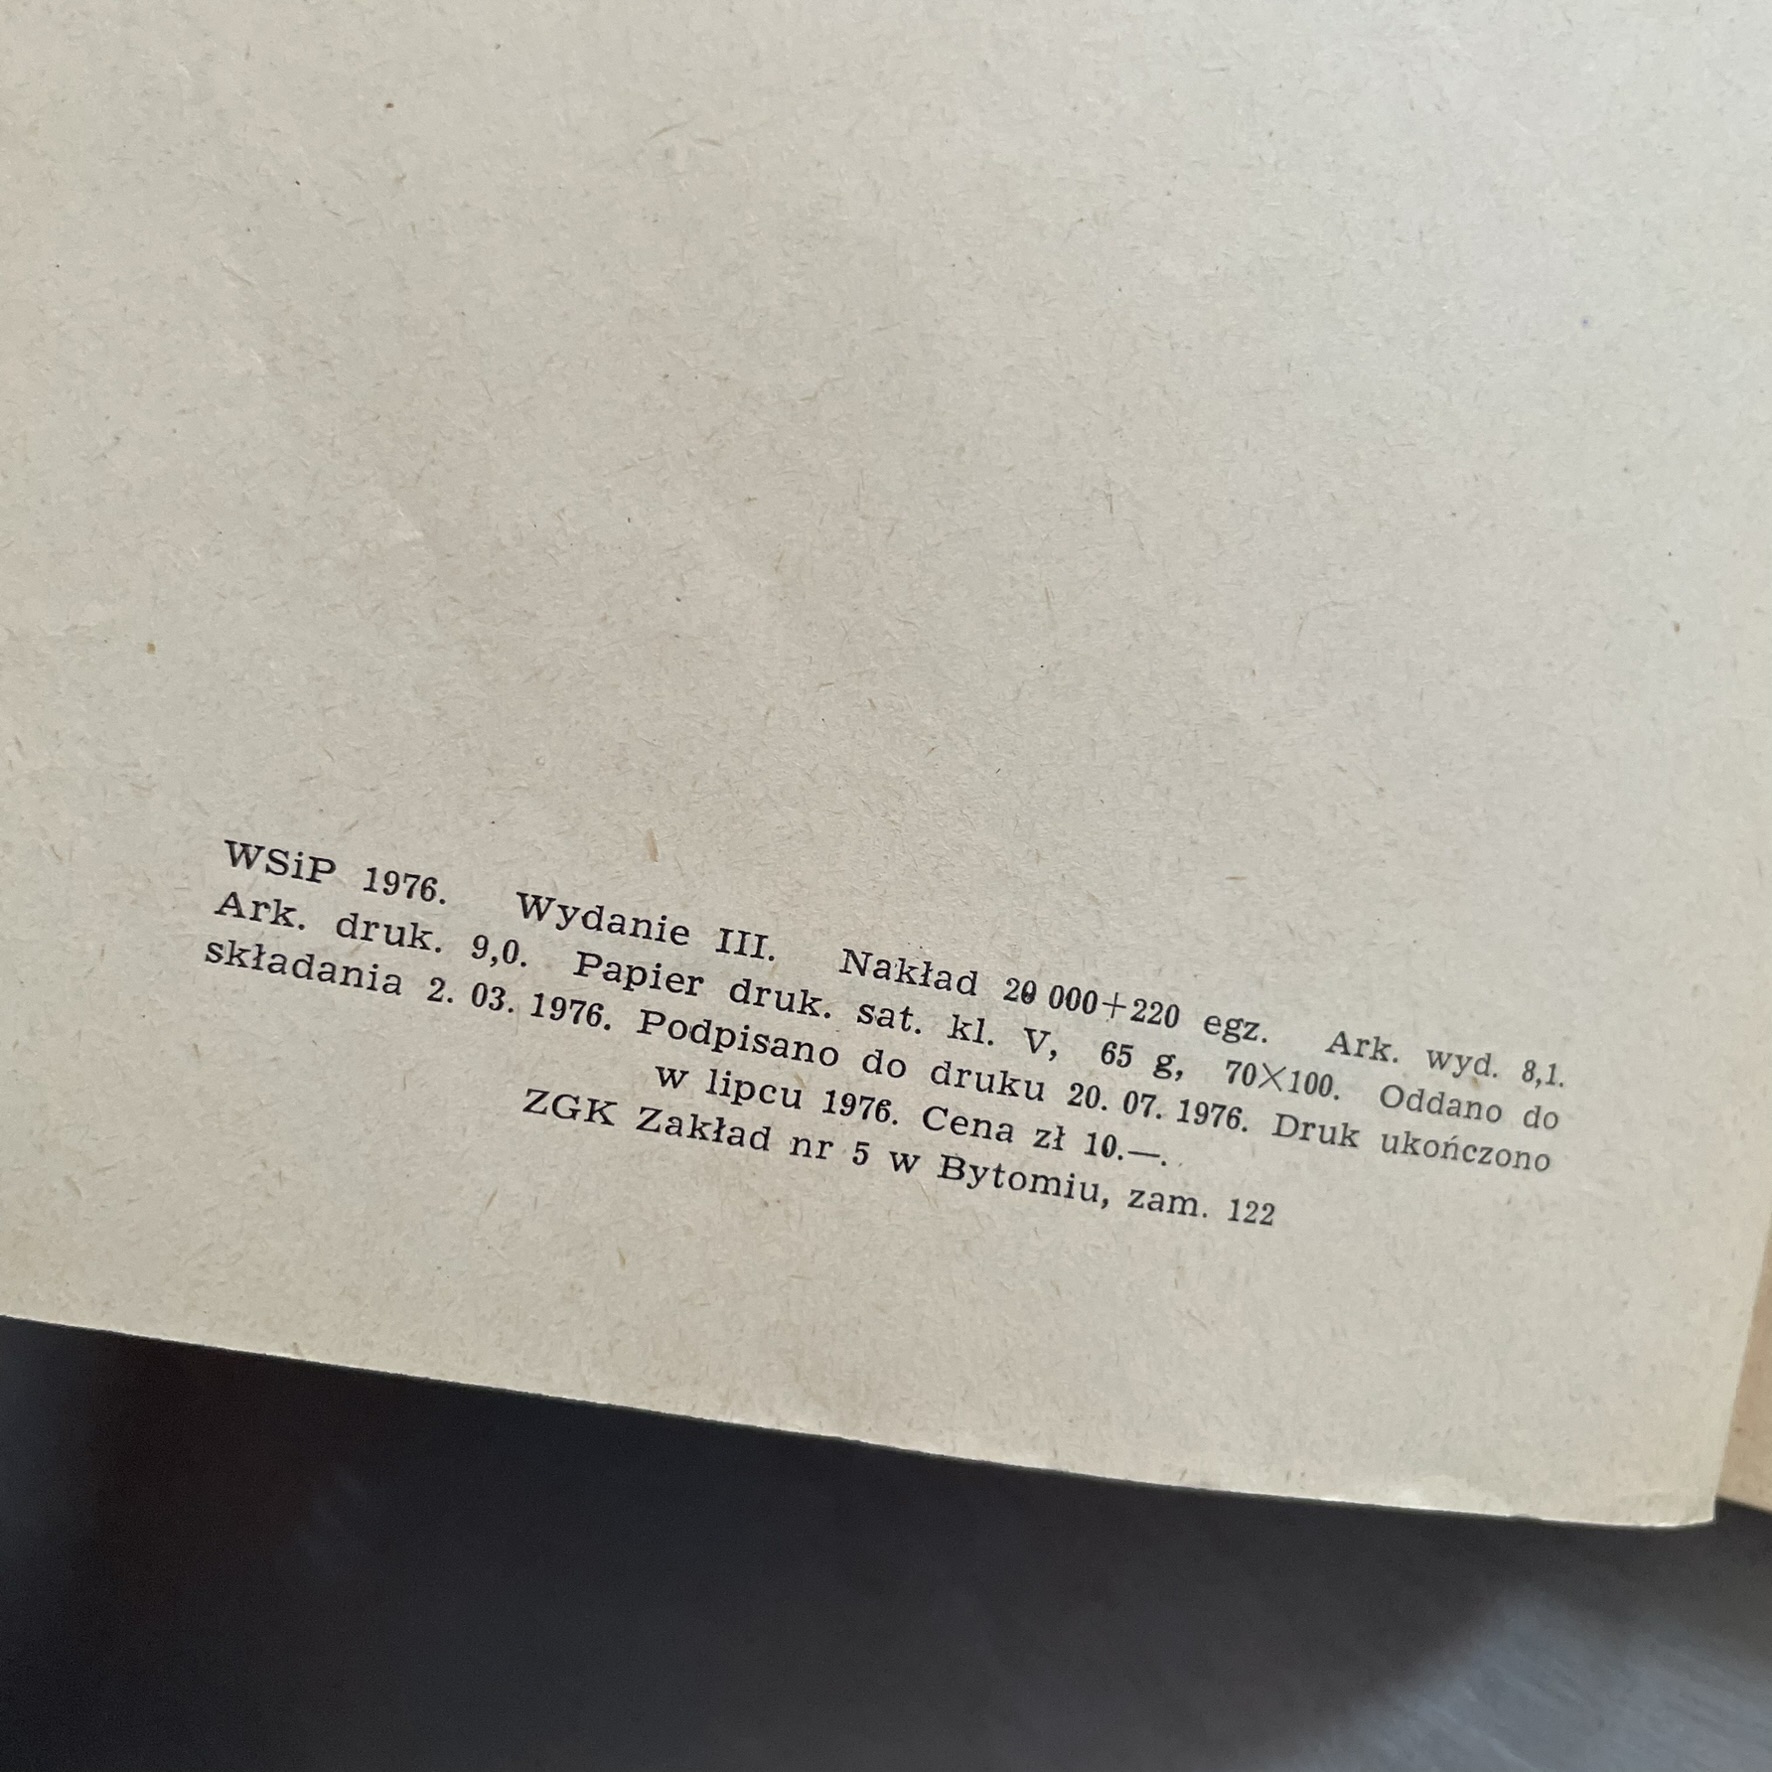 WSiP 1976. Wydanie III. Nakład 20 000+220 egz. Ark. wyd. 8,1.
Ark. druk. 9,0. Papier druk. sat. kl. V, 65 g, 70×100. Oddano do
składania 2. 03. 1976. Podpisano do druku 20. 07. 1976. Druk ukończono
w lipcu 1976. Cena zł 10.—.
ZGK Zakład nr 5 w Bytomiu, zam. 122